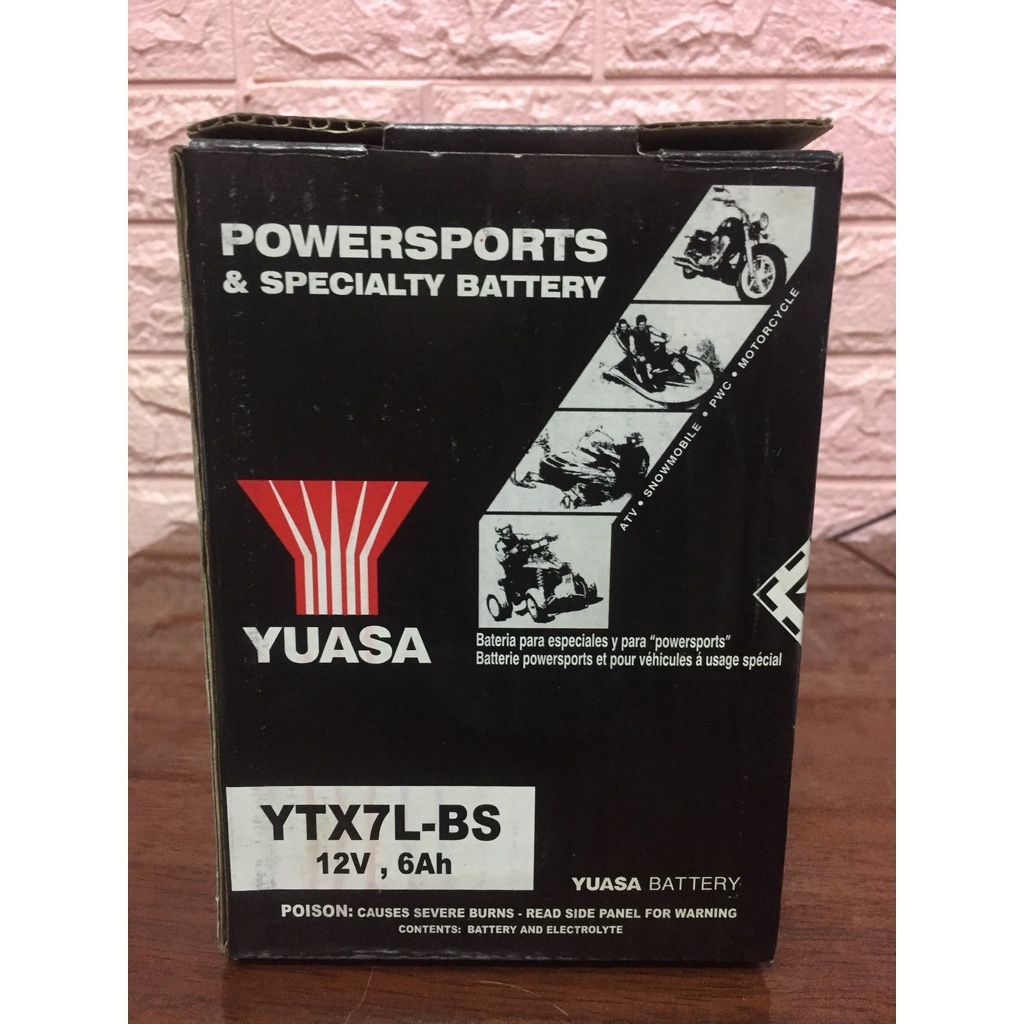 POWERSPORTS
& SPECIALTY BATTERY
ATV • SNOWMOBILE • PWC • MOTORCYCLE
YUASA
Bateria para especiales y para “powersports”
Batterie powersports et pour véhicules á usage spécial
YTX7L-BS
12V , 6Ah
YUASA BATTERY
POISON: CAUSES SEVERE BURNS - READ SIDE PANEL FOR WARNING
CONTENTS: BATTERY AND ELECTROLYTE